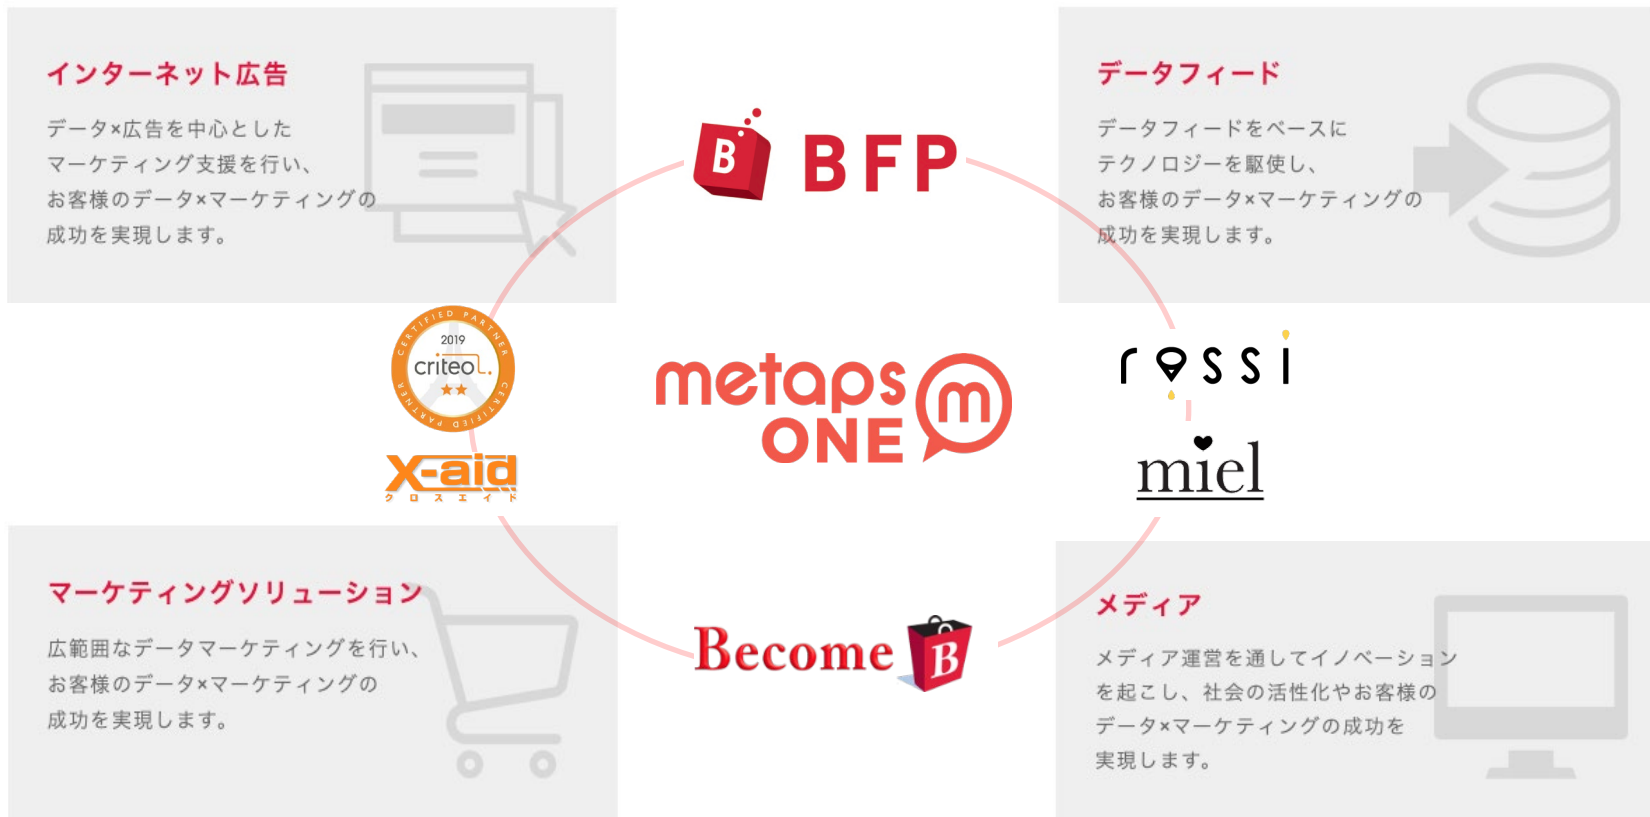 インターネット広告
データ×広告を中心とした
マーケティング支援を行い、
お客様のデータ×マーケティングの
成功を実現します。
B BFP
データフィード
データフィードをベースに
テクノロジーを駆使し、
お客様のデータ×マーケティングの
成功を実現します。
CERTIFIED PARTNER
2019
criteo
CERTIFIED PARTNER
X-aid
クロスエイド
metaps
ONE
m
rossi
miel
マーケティングソリューション
広範囲なデータマーケティングを行い、
お客様のデータ×マーケティングの
成功を実現します。
Become B
メディア
メディア運営を通してイノベーション
を起こし、社会の活性化やお客様の
データ×マーケティングの成功を
実現します。